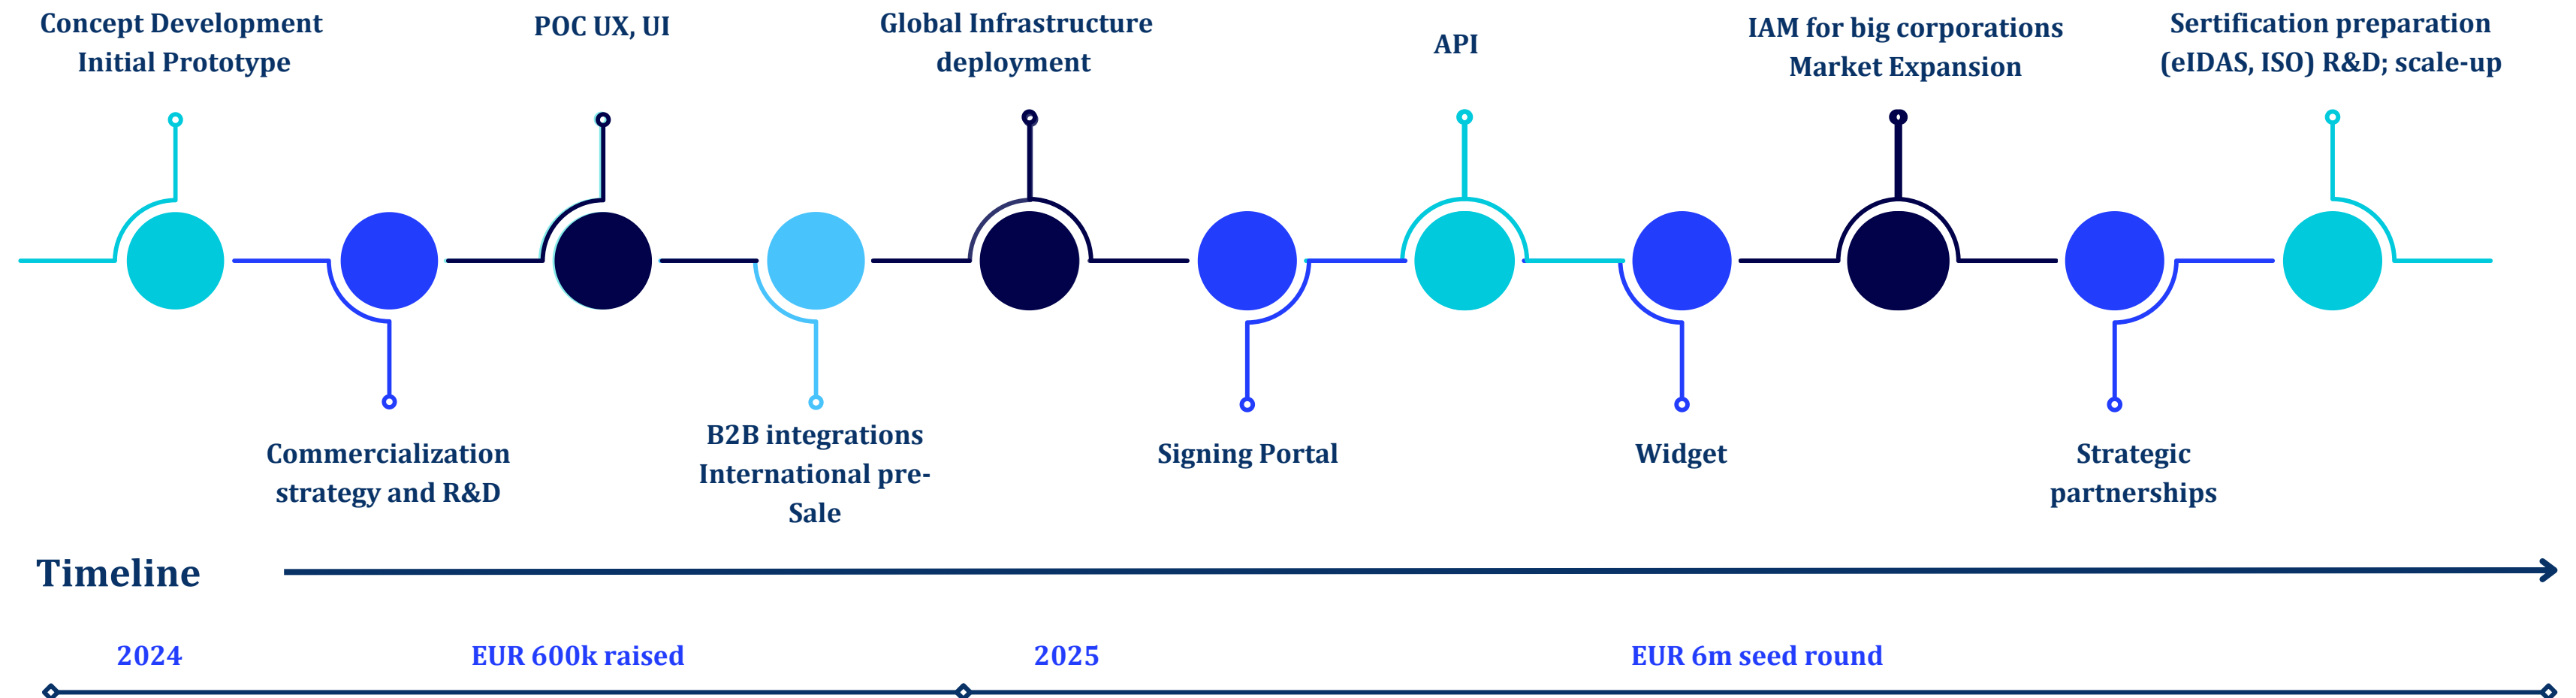 Concept Development
Initial Prototype
POC UX, UI
Global Infrastructure
deployment
API
IAM for big corporations
Market Expansion
Sertification preparation
(eIDAS, ISO) R&D; scale-up
Commercialization
strategy and R&D
B2B integrations
International pre-
Sale
Signing Portal
Widget
Strategic
partnerships
Timeline
2024
EUR 600k raised
2025
EUR 6m seed round